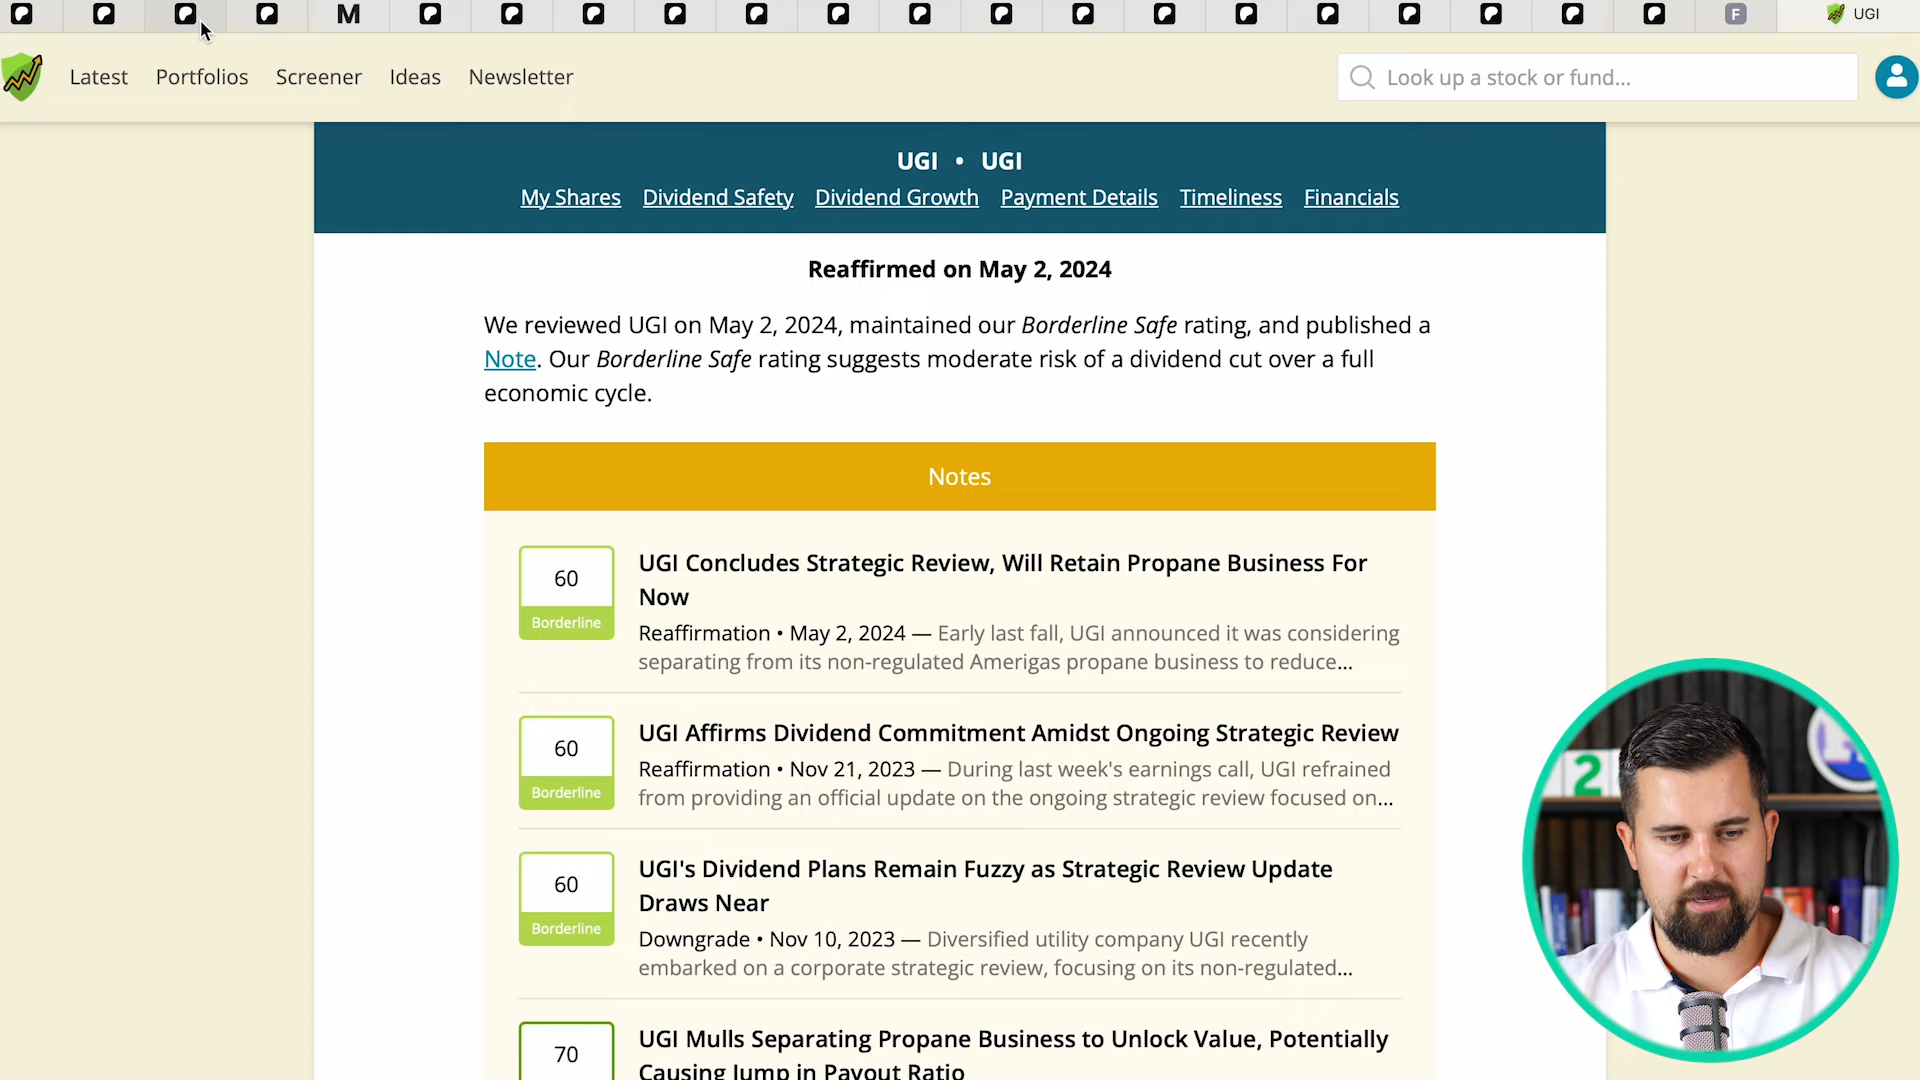 M
F
UGI
Latest Portfolios Screener Ideas Newsletter
Look up a stock or fund...
UGI • UGI
My Shares Dividend Safety Dividend Growth Payment Details Timeliness Financials
Reaffirmed on May 2, 2024
We reviewed UGI on May 2, 2024, maintained our Borderline Safe rating, and published a
Note. Our Borderline Safe rating suggests moderate risk of a dividend cut over a full
economic cycle.
Notes
60
Borderline
UGI Concludes Strategic Review, Will Retain Propane Business For
Now
Reaffirmation • May 2, 2024 — Early last fall, UGI announced it was considering
separating from its non-regulated Amerigas propane business to reduce...
60
Borderline
UGI Affirms Dividend Commitment Amidst Ongoing Strategic Review
Reaffirmation • Nov 21, 2023 — During last week's earnings call, UGI refrained
from providing an official update on the ongoing strategic review focused on...
60
Borderline
UGI's Dividend Plans Remain Fuzzy as Strategic Review Update
Draws Near
Downgrade • Nov 10, 2023 — Diversified utility company UGI recently
embarked on a corporate strategic review, focusing on its non-regulated...
70
UGI Mulls Separating Propane Business to Unlock Value, Potentially
Causing Jump in Payout Ratio
2